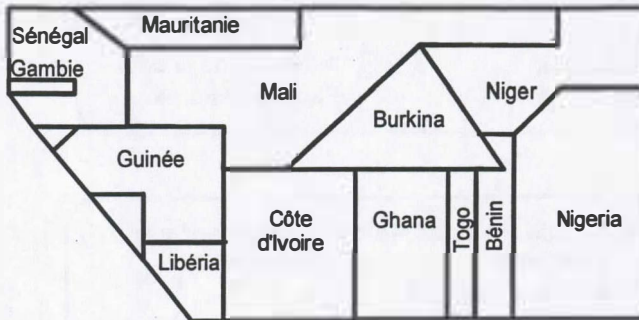 Mauritanie
Sénégal
Gambie
Mali
Niger
Burkina
Guinée
Côte
d'Ivoire
Ghana
Togo
Bénin
Nigeria
Libéria